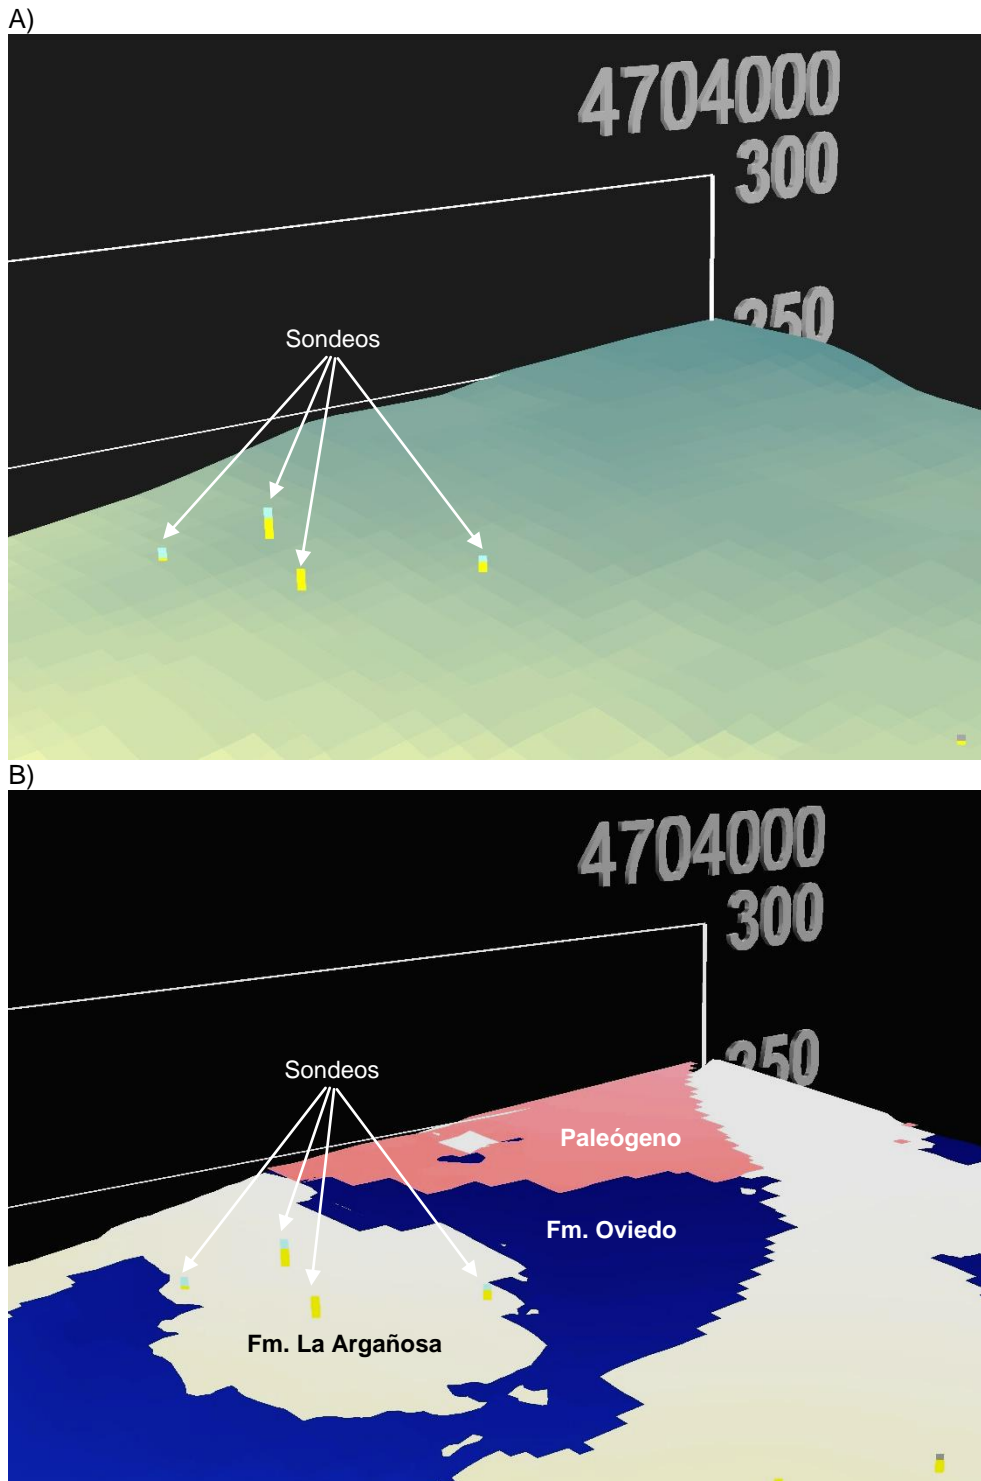 A)
4704000
300
250
Sondeos
B)
4704000
300
250
Sondeos
Paleógeno
Fm. Oviedo
Fm. La Argañosa